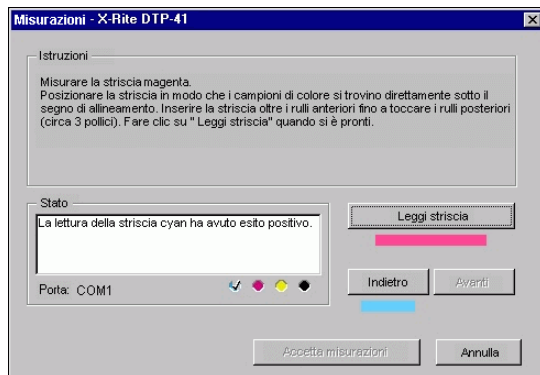 Misurazioni - X-Rite DTP-41
Istruzioni
Misurare la striscia magenta.
Posizionare la striscia in modo che i campioni di colore si trovino direttamente sotto il
segno di allineamento. Inserire la striscia oltre i rulli anteriori fino a toccare i rulli posteriori
(circa 3 pollici). Fare clic su " Leggi striscia" quando si è pronti.
Stato
La lettura della striscia cyan ha avuto esito positivo.
Leggi striscia
Porta: COM1
Indietro
Avanti
Accetta misurazioni
Annulla